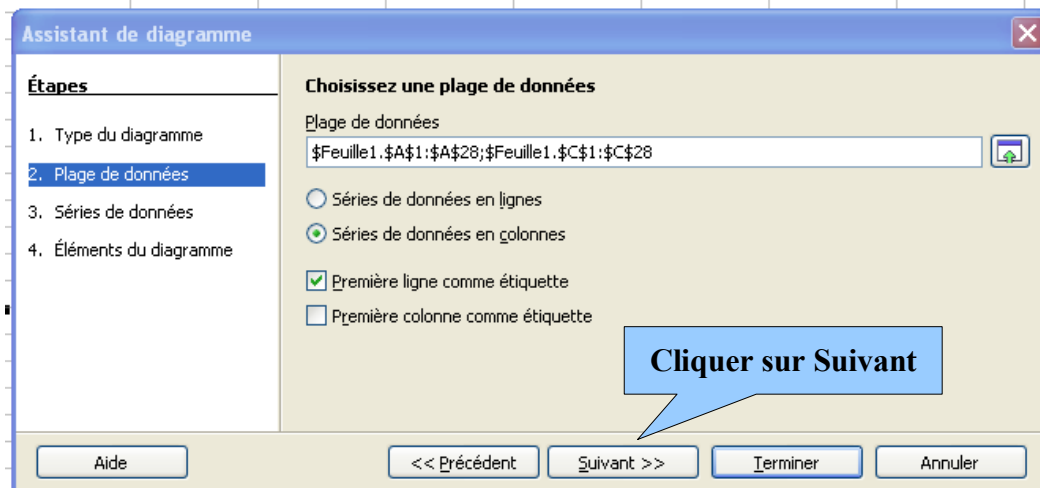 Assistant de diagramme
Étapes
1. Type du diagramme
2. Plage de données
3. Séries de données
4. Éléments du diagramme
Choisissez une plage de données
Plage de données
$Feuille1.$A$1:$A$28;$Feuille1.$C$1:$C$28
Séries de données en lignes
Séries de données en colonnes
Première ligne comme étiquette
Première colonne comme étiquette
Cliquer sur Suivant
Aide
<< Précédent
Suivant >>
Terminer
Annuler